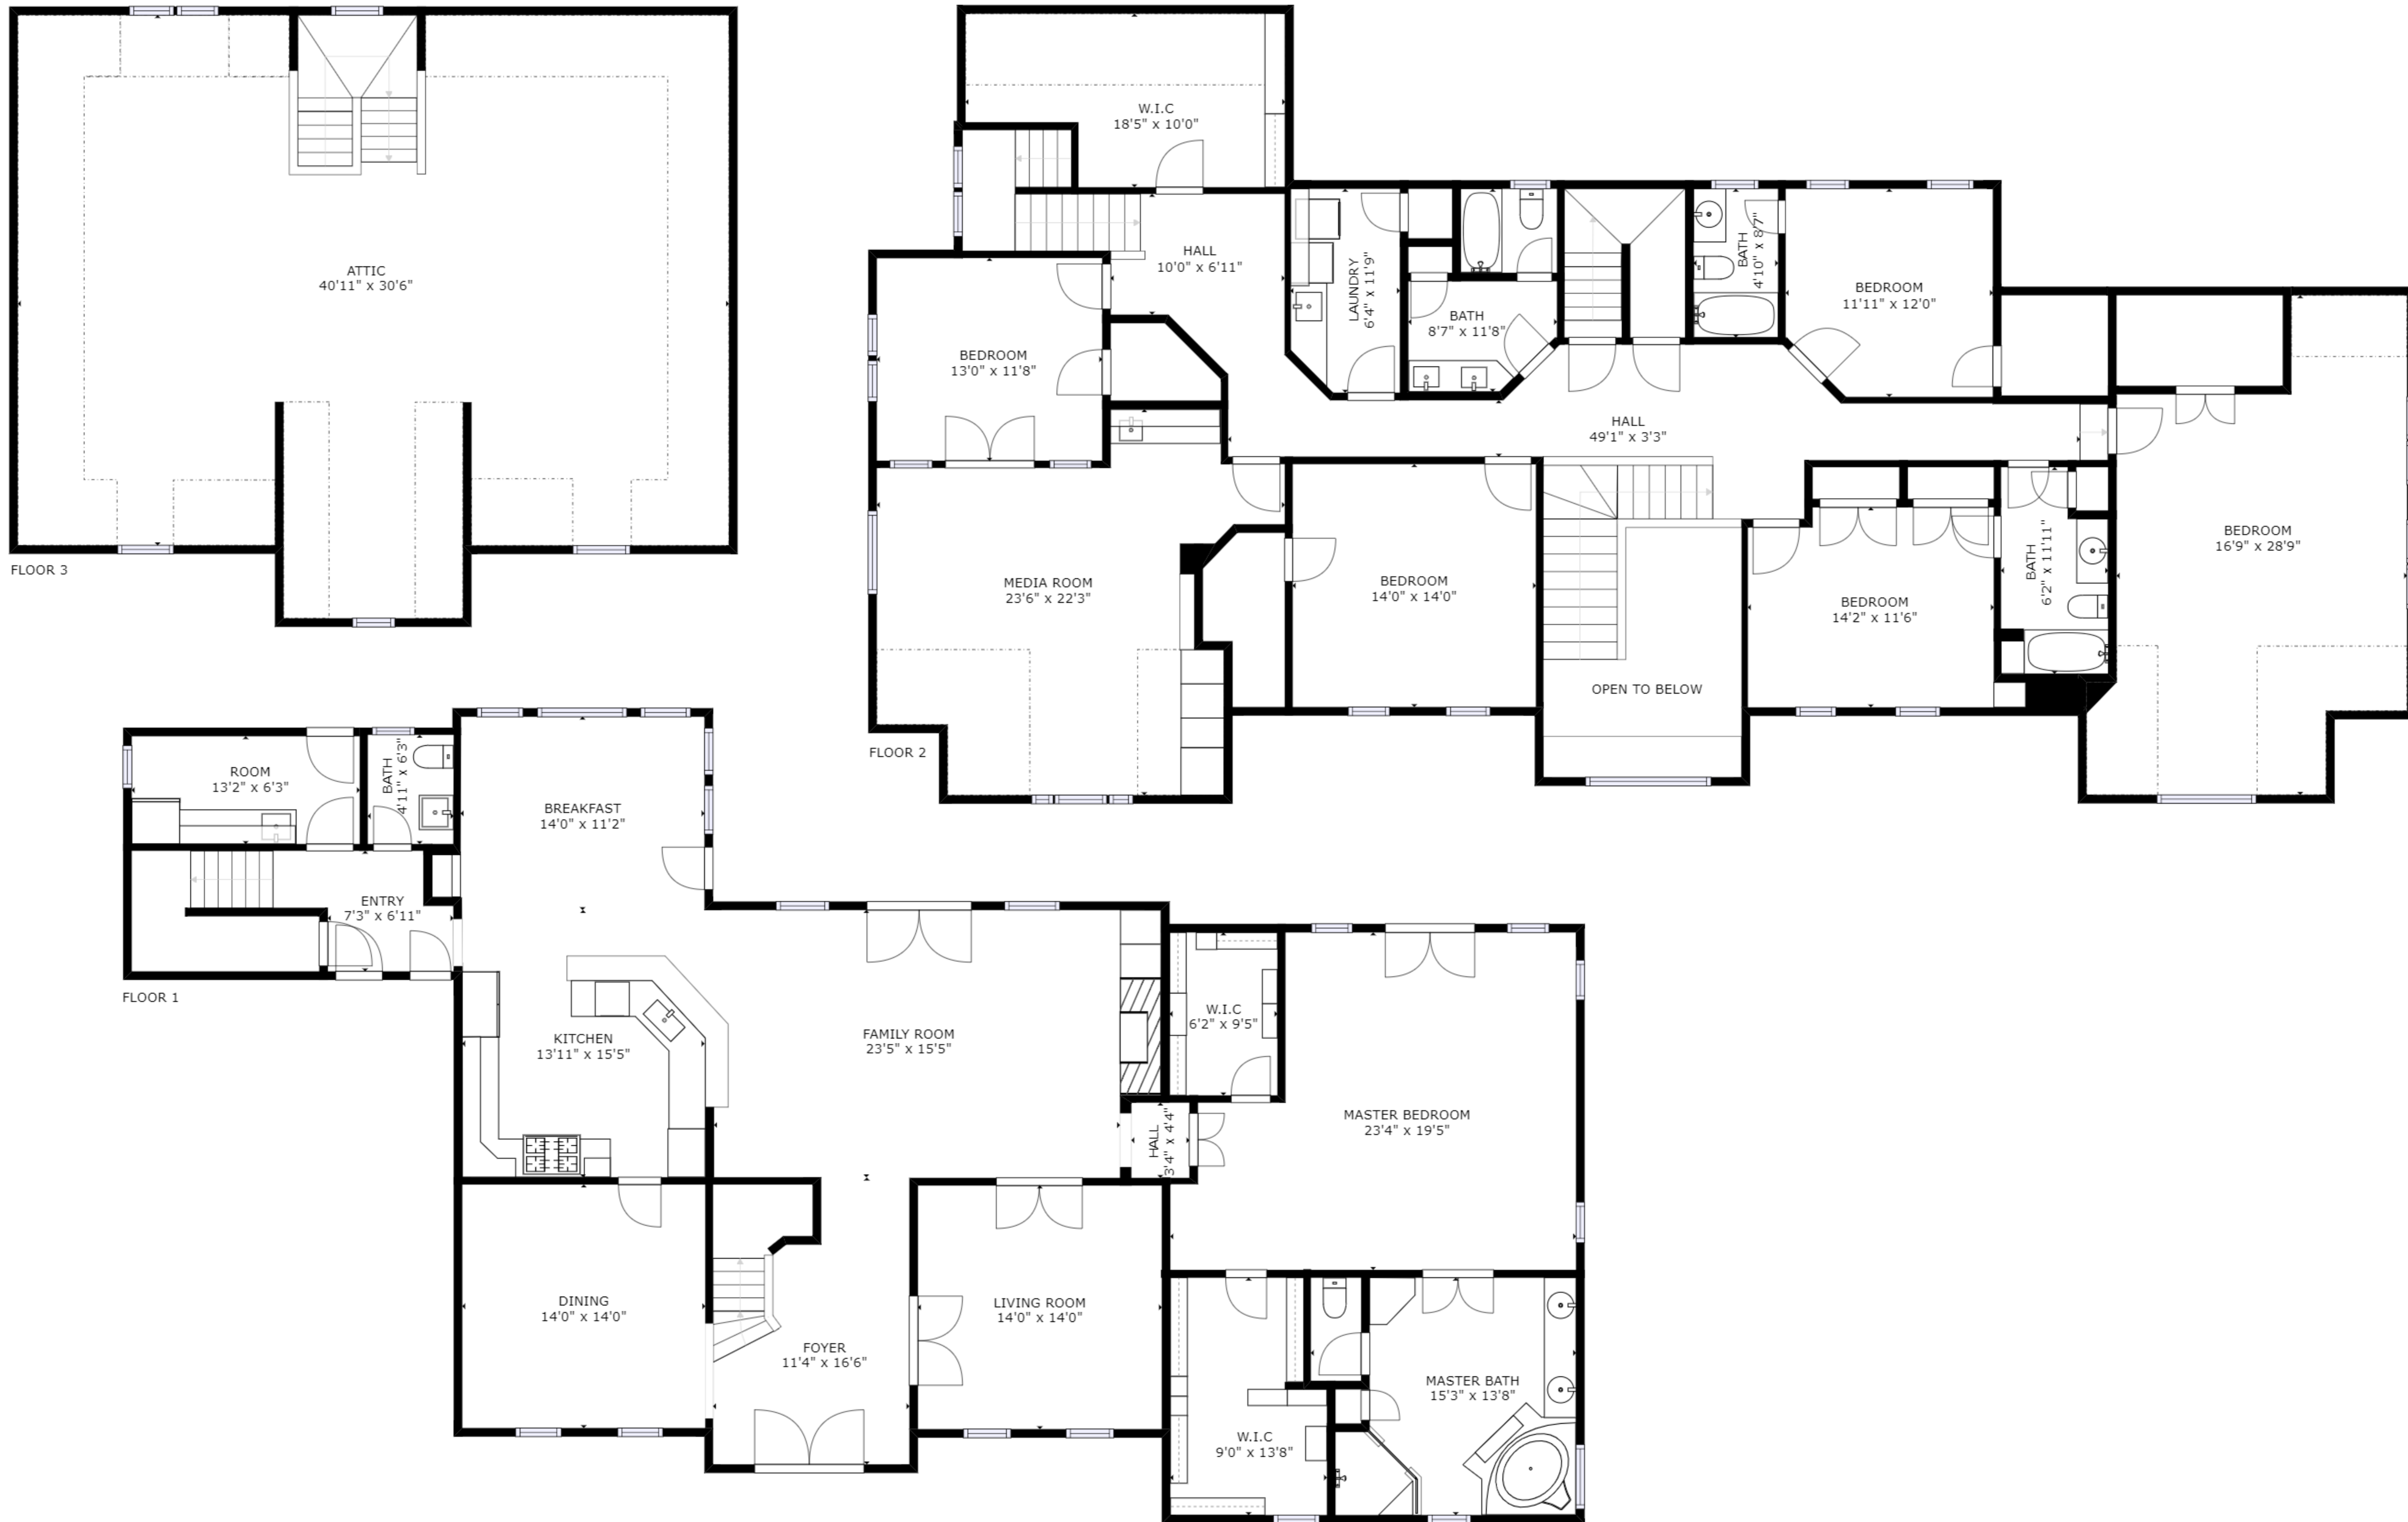 ATTIC
40'11" x 30'6"
FLOOR 3
W.I.C
18'5" x 10'0"
HALL
10'0" x 6'11"
LAUNDRY
6'4" x 11'9"
BATH
8'7" x 11'8"
BATH
4'10" x 8'7"
BEDROOM
11'11" x 12'0"
BEDROOM
13'0" x 11'8"
HALL
49'1" x 3'3"
MEDIA ROOM
23'6" x 22'3"
BEDROOM
14'0" x 14'0"
OPEN TO BELOW
BEDROOM
14'2" x 11'6"
BATH
6'2" x 11'11"
BEDROOM
16'9" x 28'9"
FLOOR 2
ROOM
13'2" x 6'3"
BATH
4'11" x 6'3"
BREAKFAST
14'0" x 11'2"
ENTRY
7'3" x 6'11"
FLOOR 1
KITCHEN
13'11" x 15'5"
FAMILY ROOM
23'5" x 15'5"
W.I.C
6'2" x 9'5"
HALL
3'4" x 4'4"
MASTER BEDROOM
23'4" x 19'5"
DINING
14'0" x 14'0"
FOYER
11'4" x 16'6"
LIVING ROOM
14'0" x 14'0"
W.I.C
9'0" x 13'8"
MASTER BATH
15'3" x 13'8"